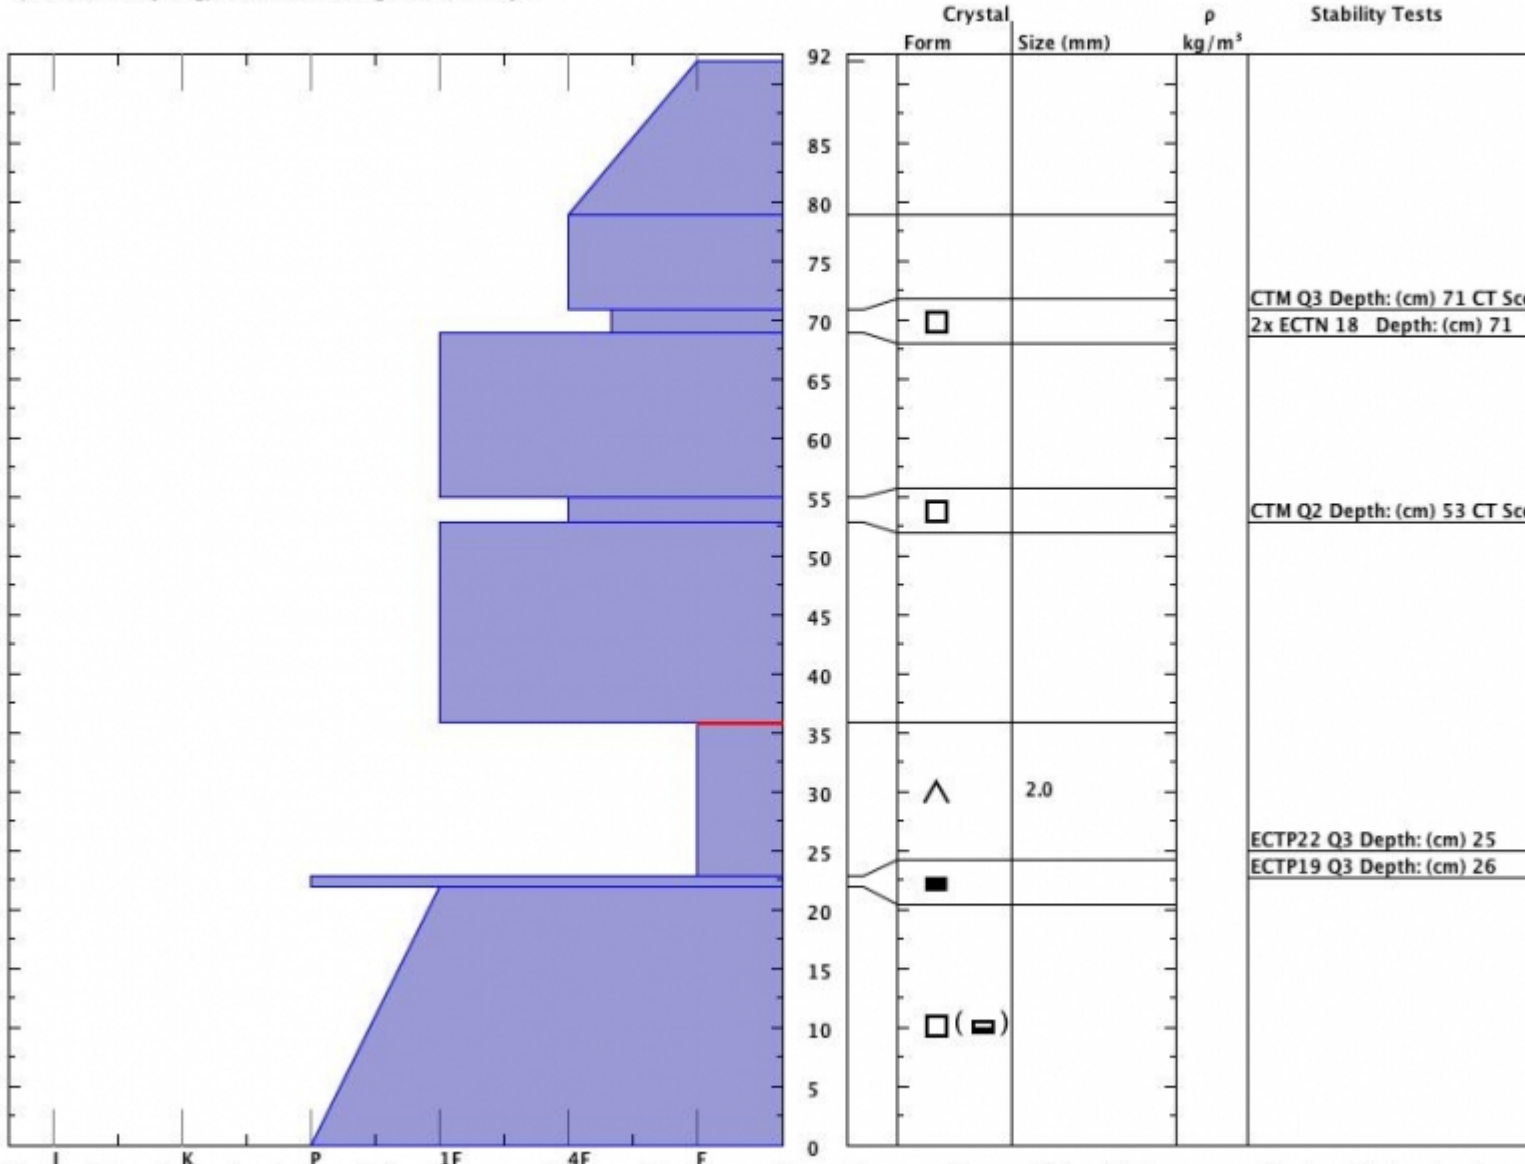 Crystal ρ Stability Tests
Form Size (mm) kg/m³
92
85
80
75
CTM Q3 Depth: (cm) 71 CT Sc
70 2x ECTN 18 Depth: (cm) 71
65
60
55
CTM Q2 Depth: (cm) 53 CT Sc
50
45
40
35
30 2.0
ECTP22 Q3 Depth: (cm) 25
25
ECTP19 Q3 Depth: (cm) 26
20
15
10 ( )
5
0
I K P 1F 4F F